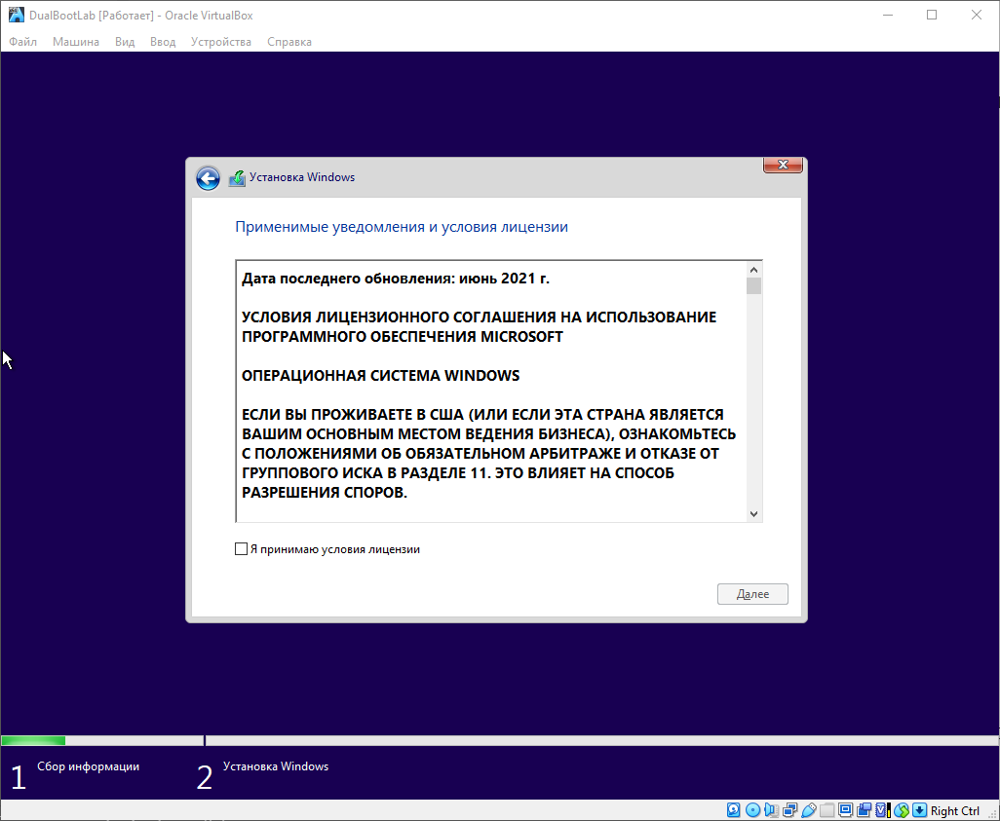 DualBootLab [Работает] - Oracle VirtualBox
Файл Машина Вид Ввод Устройства Справка
Установка Windows
Применимые уведомления и условия лицензии
Дата последнего обновления: июнь 2021 г.
УСЛОВИЯ ЛИЦЕНЗИОННОГО СОГЛАШЕНИЯ НА ИСПОЛЬЗОВАНИЕ
ПРОГРАММНОГО ОБЕСПЕЧЕНИЯ MICROSOFT
ОПЕРАЦИОННАЯ СИСТЕМА WINDOWS
ЕСЛИ ВЫ ПРОЖИВАЕТЕ В США (ИЛИ ЕСЛИ ЭТА СТРАНА ЯВЛЯЕТСЯ
ВАШИМ ОСНОВНЫМ МЕСТОМ ВЕДЕНИЯ БИЗНЕСА), ОЗНАКОМЬТЕСЬ
С ПОЛОЖЕНИЯМИ ОБ ОБЯЗАТЕЛЬНОМ АРБИТРАЖЕ И ОТКАЗЕ ОТ
ГРУППОВОГО ИСКА В РАЗДЕЛЕ 11. ЭТО ВЛИЯЕТ НА СПОСОБ
РАЗРЕШЕНИЯ СПОРОВ.
Я принимаю условия лицензии
Далее
1 Сбор информации
2 Установка Windows
Right Ctrl